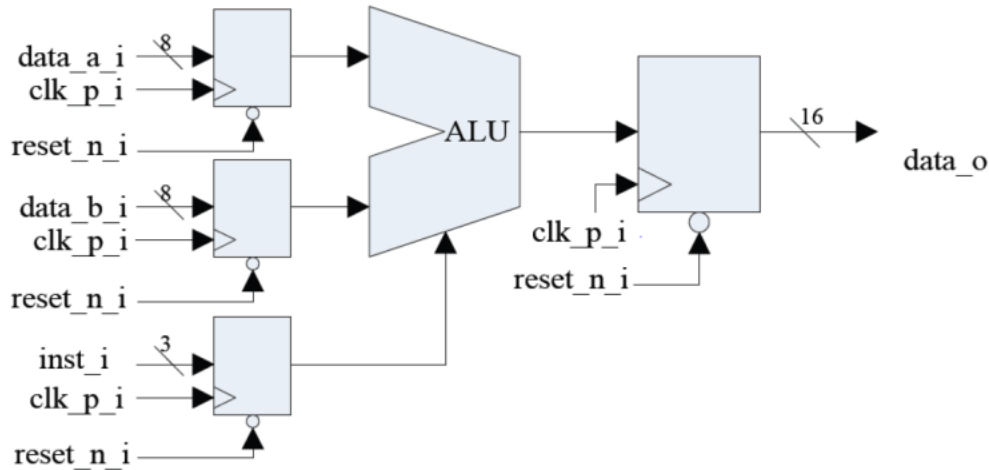 data_a_i
8
clk_p_i
reset_n_i
data_b_i
8
clk_p_i
reset_n_i
inst_i
3
clk_p_i
reset_n_i
ALU
clk_p_i
reset_n_i
16
data_o